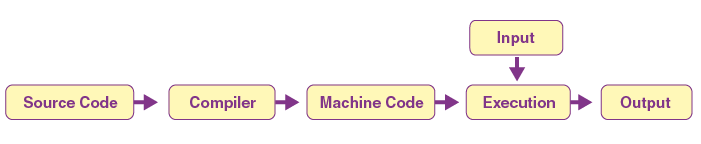 Input
Source Code
Compiler
Machine Code
Execution
Output